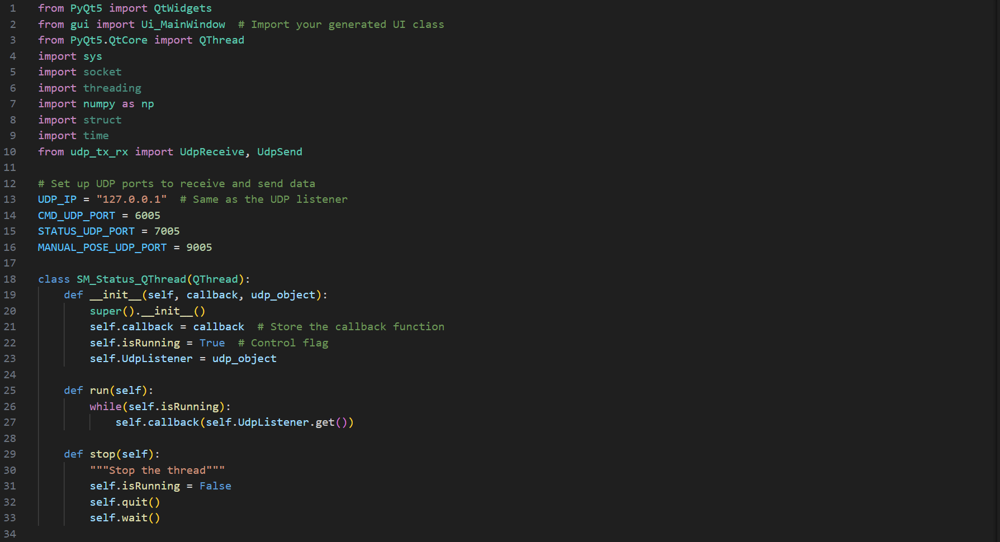 1 from PyQt5 import QtWidgets
2 from gui import Ui_MainWindow  # Import your generated UI class
3 from PyQt5.QtCore import QThread
4 import sys
5 import socket
6 import threading
7 import numpy as np
8 import struct
9 import time
10 from udp_tx_rx import UdpReceive, UdpSend
11
12 # Set up UDP ports to receive and send data
13 UDP_IP = "127.0.0.1"  # Same as the UDP listener
14 CMD_UDP_PORT = 6005
15 STATUS_UDP_PORT = 7005
16 MANUAL_POSE_UDP_PORT = 9005
17
18 class SM_Status_QThread(QThread):
19     def __init__(self, callback, udp_object):
20         super().__init__()
21         self.callback = callback  # Store the callback function
22         self.isRunning = True  # Control flag
23         self.UdpListener = udp_object
24
25     def run(self):
26         while(self.isRunning):
27             self.callback(self.UdpListener.get())
28
29     def stop(self):
30         """Stop the thread"""
31         self.isRunning = False
32         self.quit()
33         self.wait()
34